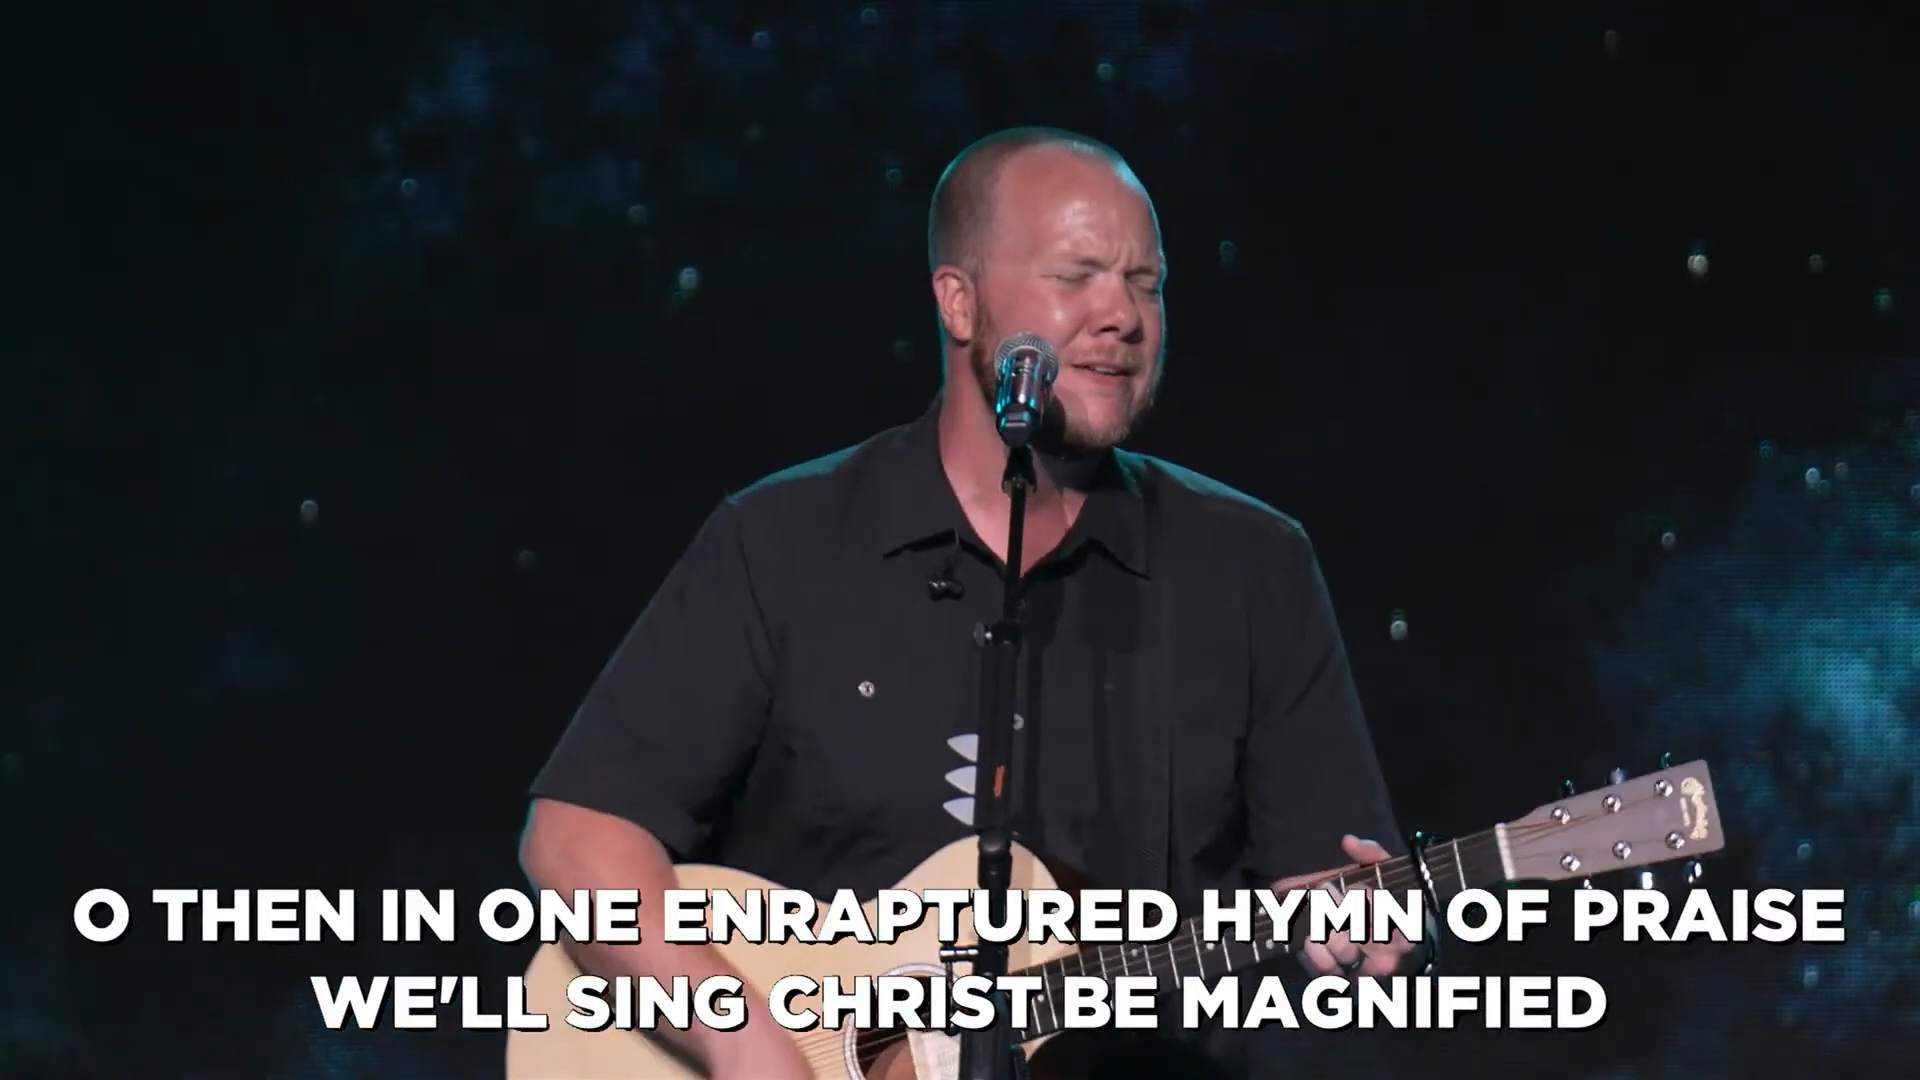 O THEN IN ONE ENRAPTURED HYMN OF PRAISE
WE'LL SING CHRIST BE MAGNIFIED